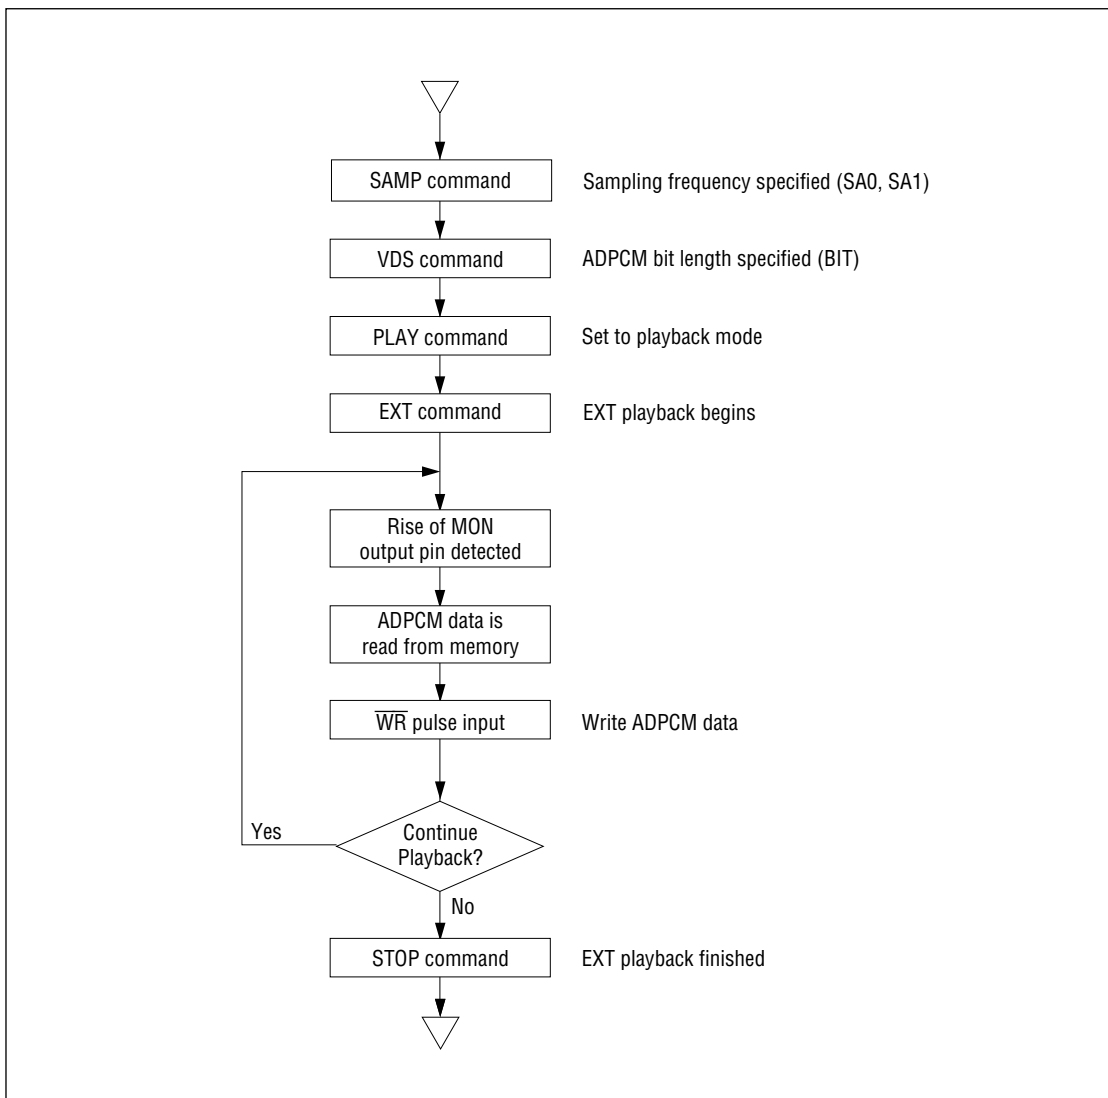 SAMP command
Sampling frequency specified (SA0, SA1)
VDS command
ADPCM bit length specified (BIT)
PLAY command
Set to playback mode
EXT command
EXT playback begins
Rise of MON
output pin detected
ADPCM data is
read from memory
W̅R̅ pulse input
Write ADPCM data
Continue
Playback?
Yes
No
STOP command
EXT playback finished